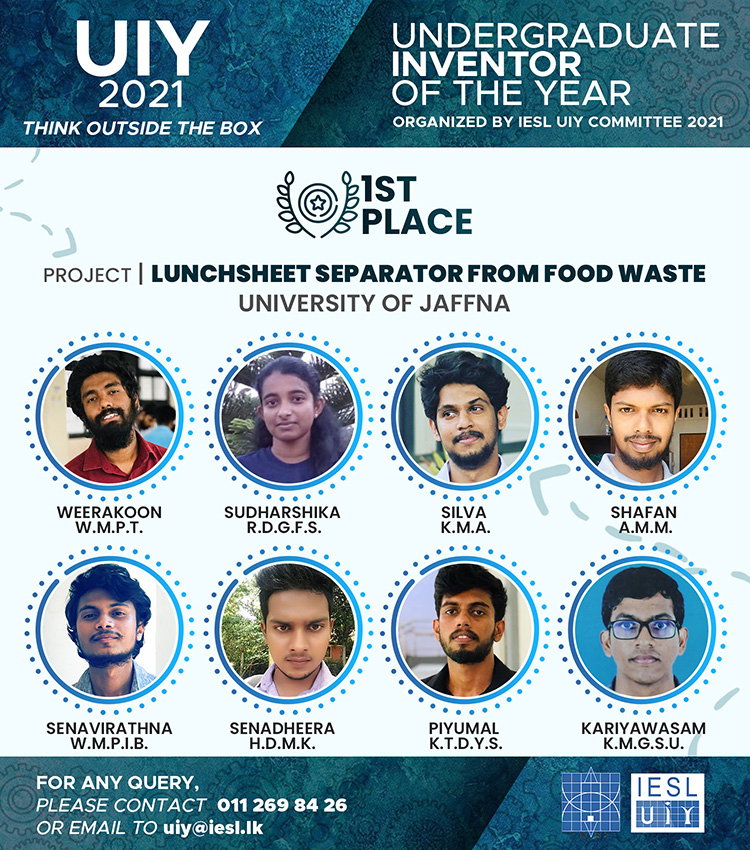 UIY
2021
THINK OUTSIDE THE BOX
UNDERGRADUATE
INVENTOR
OF THE YEAR
ORGANIZED BY IESL UIY COMMITTEE 2021
1ST
PLACE
PROJECT | LUNCHSHEET SEPARATOR FROM FOOD WASTE
UNIVERSITY OF JAFFNA
WEERAKOON
W.M.P.T.
SUDHARSHIKA
R.D.G.F.S.
SILVA
K.M.A.
SHAFAN
A.M.M.
SENAVIRATHNA
W.M.P.I.B.
SENADHEERA
H.D.M.K.
PIYUMAL
K.T.D.Y.S.
KARIYAWASAM
K.M.G.S.U.
FOR ANY QUERY,
PLEASE CONTACT 011 269 84 26
OR EMAIL TO uiy@iesl.lk
IESL
UiY